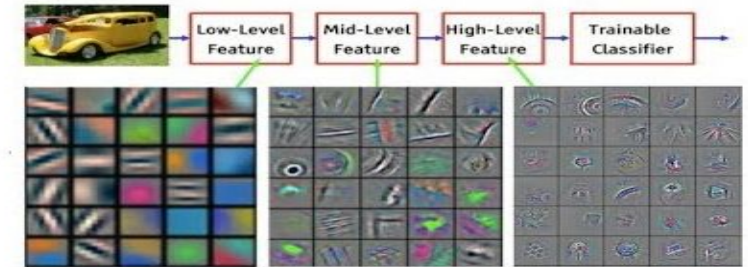 Low-Level
Feature
Mid-Level
Feature
High-Level
Feature
Trainable
Classifier